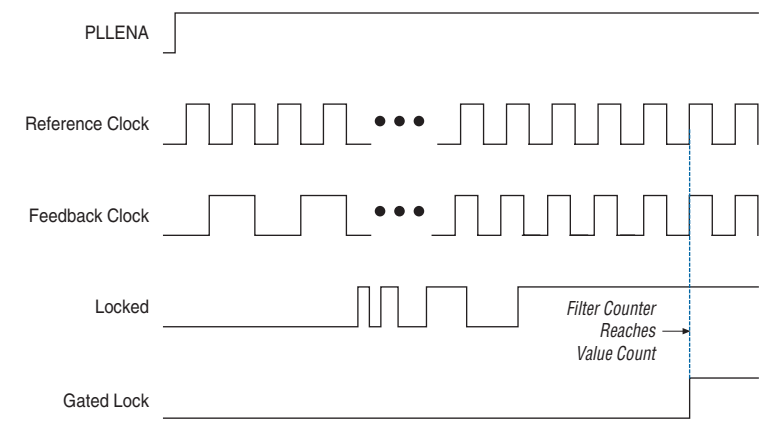 PLLENA
Reference Clock
Feedback Clock
Locked
Filter Counter
Reaches
Value Count
Gated Lock